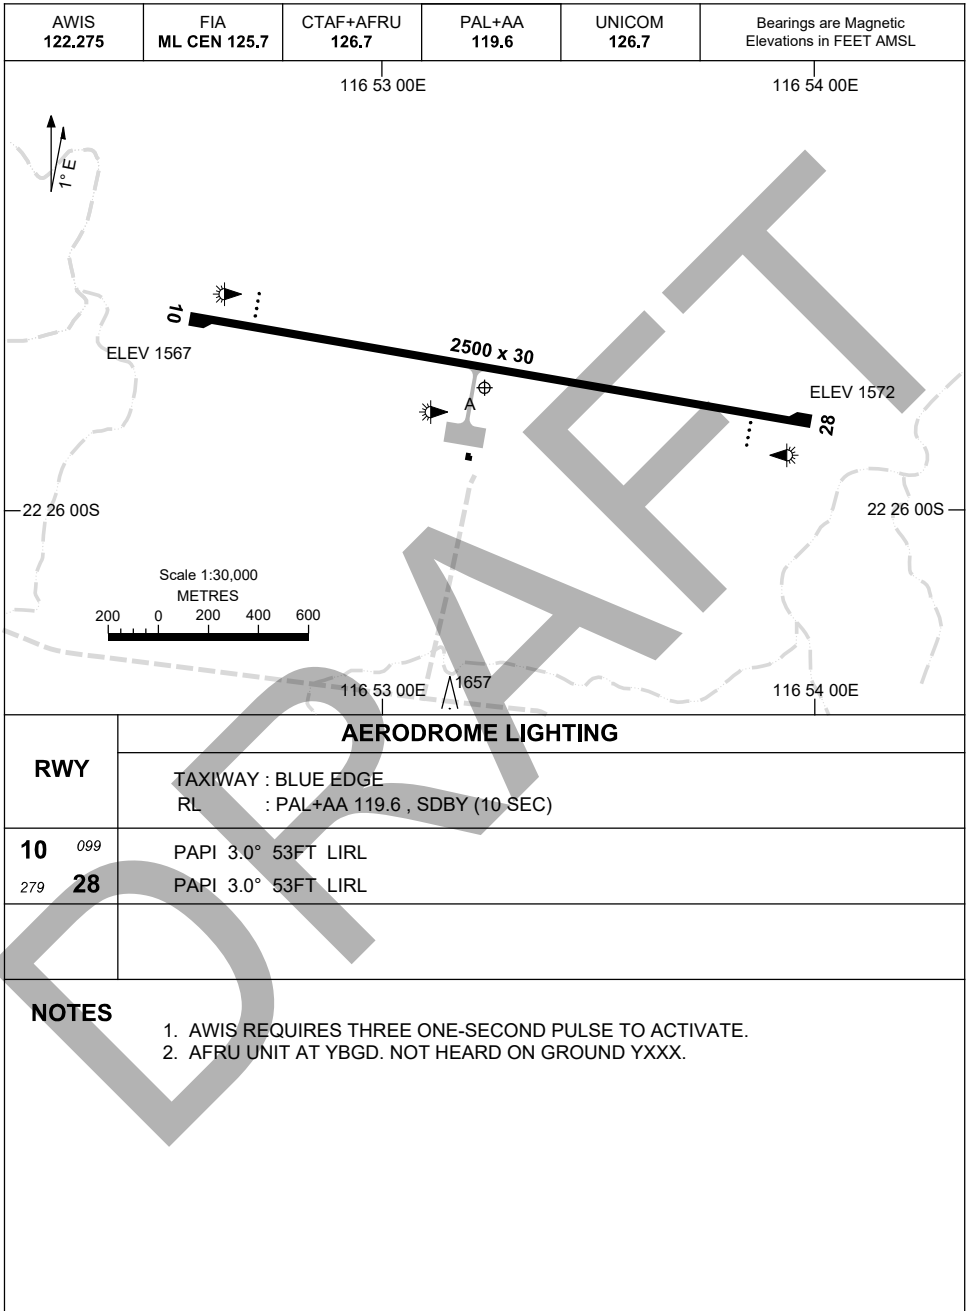 AWIS
122.275
FIA
ML CEN 125.7
CTAF+AFRU
126.7
PAL+AA
119.6
UNICOM
126.7
Bearings are Magnetic
Elevations in FEET AMSL
116 53 00E
116 54 00E
1° E
10
ELEV 1567
2500 x 30
A
ELEV 1572
28
22 26 00S
22 26 00S
Scale 1:30,000
METRES
200 0 200 400 600
116 53 00E
1657
116 54 00E
DRAFT
RWY
AERODROME LIGHTING
TAXIWAY : BLUE EDGE
RL : PAL+AA 119.6 , SDBY (10 SEC)
10 099 PAPI 3.0° 53FT LIRL
279 28 PAPI 3.0° 53FT LIRL
NOTES
1. AWIS REQUIRES THREE ONE-SECOND PULSE TO ACTIVATE.
2. AFRU UNIT AT YBGD. NOT HEARD ON GROUND YXXX.